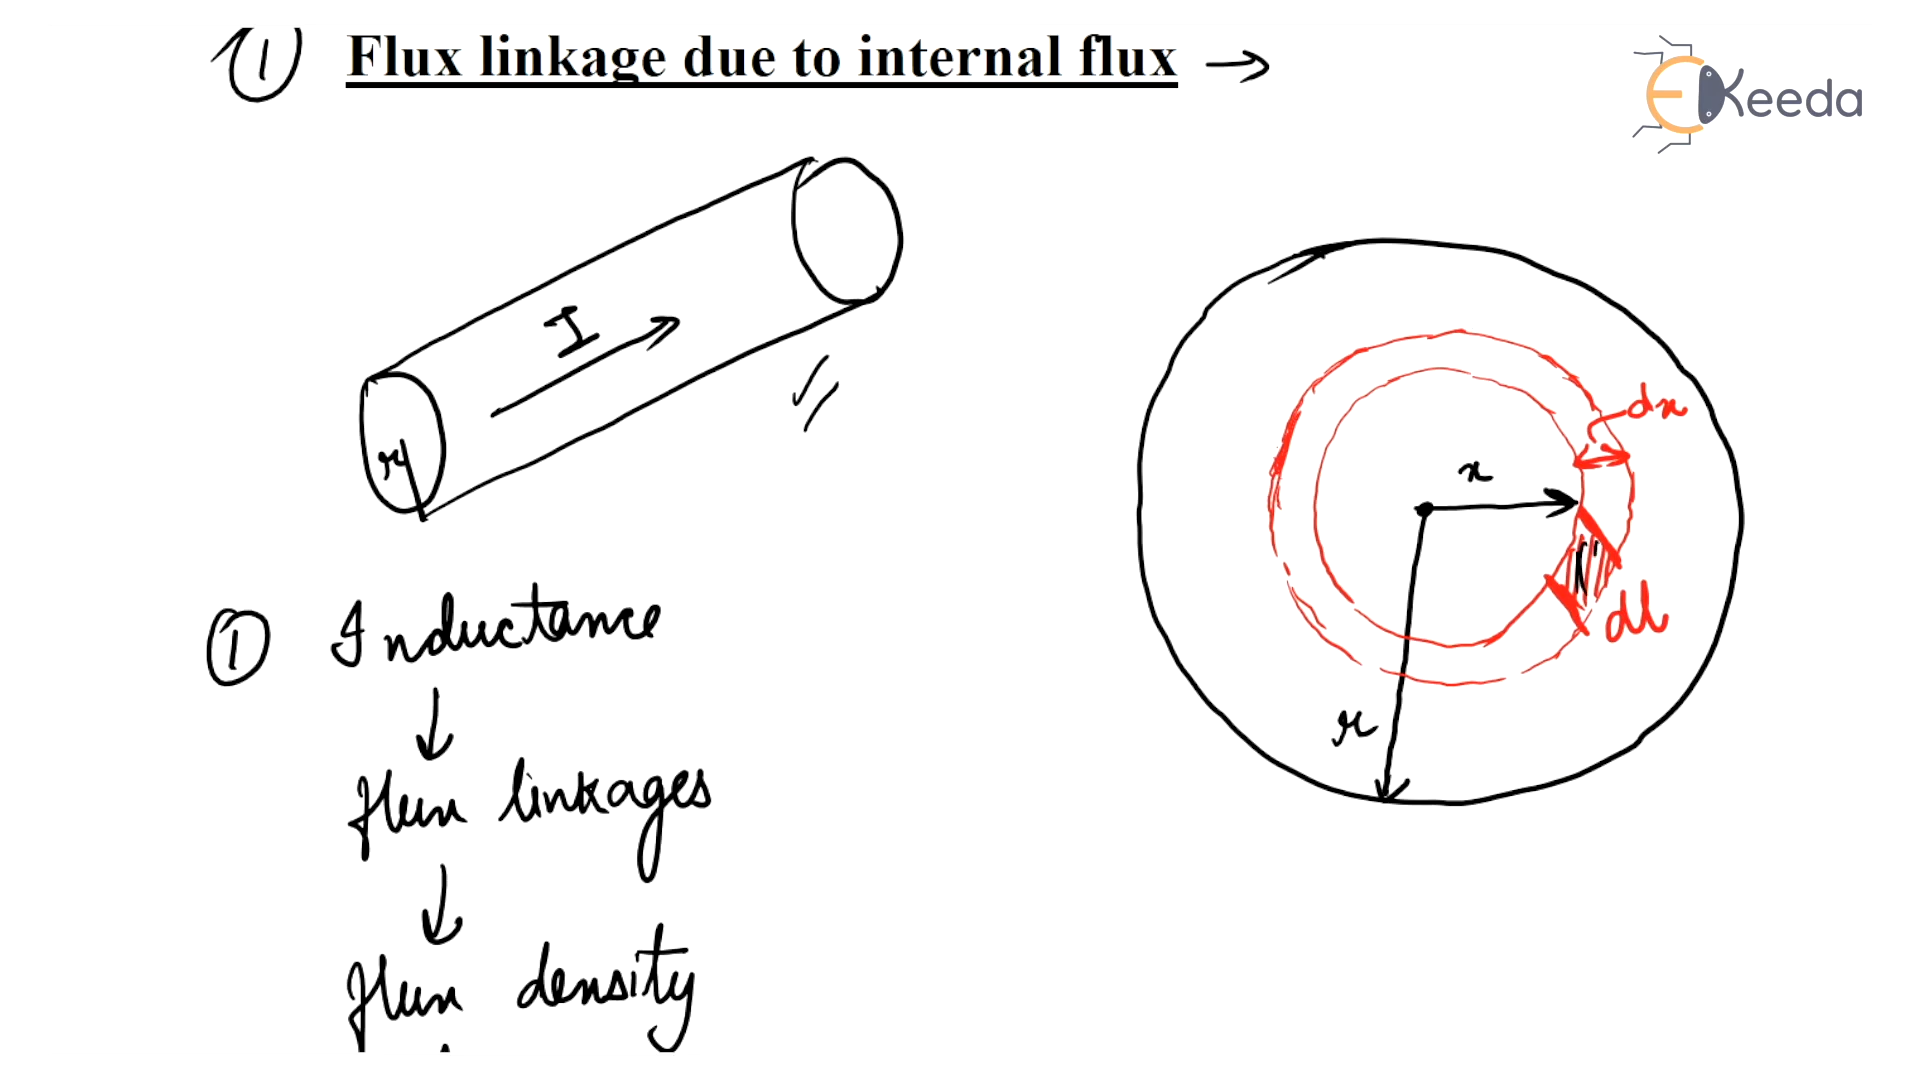 1) Flux linkage due to internal flux →
EKeeda
I
r
① Inductance
↓
flux linkages
↓
flux density
x
dx
dl
r